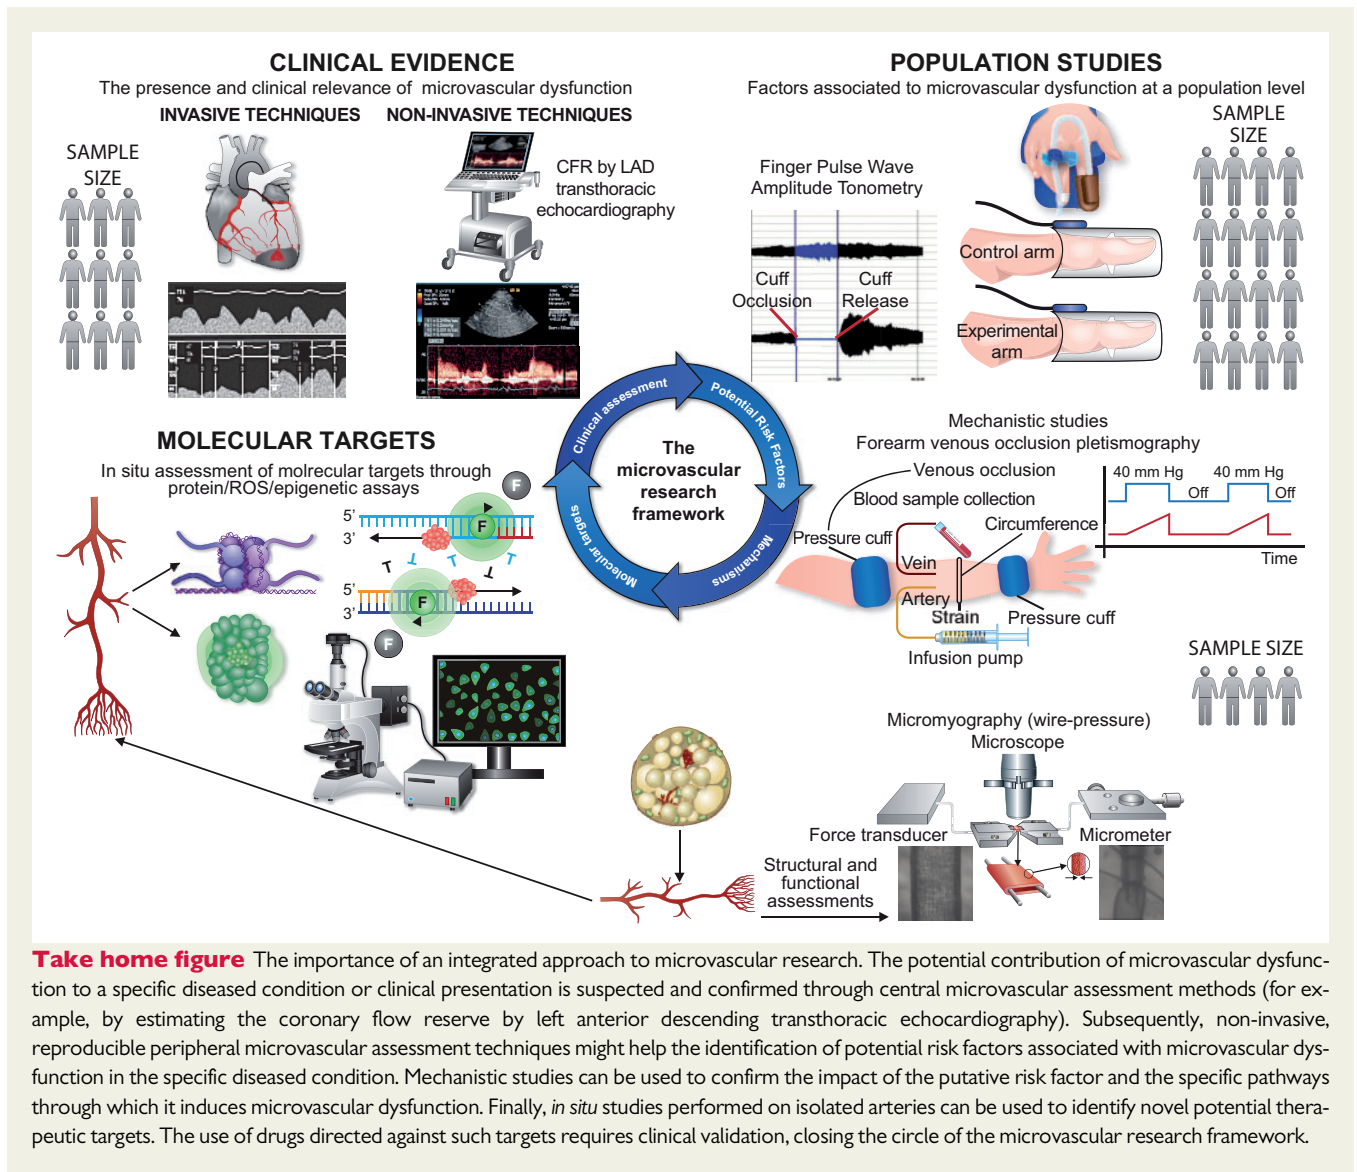 CLINICAL EVIDENCE
The presence and clinical relevance of microvascular dysfunction
INVASIVE TECHNIQUES
NON-INVASIVE TECHNIQUES
SAMPLE
SIZE
CFR by LAD
transthoracic
echocardiography
POPULATION STUDIES
Factors associated to microvascular dysfunction at a population level
SAMPLE
SIZE
Finger Pulse Wave
Amplitude Tonometry
Cuff
Occlusion
Cuff
Release
Control arm
Experimental
arm
Clinical assessment
Potential Risk Factors
Mechanisms
Molecular targets
The
microvascular
research
framework
MOLECULAR TARGETS
In situ assessment of molrecular targets through
protein/ROS/epigenetic assays
F
5'
3'
F
T
T
T
T
T
T
5'
3'
F
F
Mechanistic studies
Forearm venous occlusion pletismography
Venous occlusion
Blood sample collection
Circumference
Pressure cuff
Vein
Artery
Strain
Pressure cuff
Infusion pump
40 mm Hg
40 mm Hg
Off
Off
Time
SAMPLE SIZE
Micromyography (wire-pressure)
Microscope
Force transducer
Micrometer
Structural and
functional
assessments
Take home figure The importance of an integrated approach to microvascular research. The potential contribution of microvascular dysfunc-
tion to a specific diseased condition or clinical presentation is suspected and confirmed through central microvascular assessment methods (for ex-
ample, by estimating the coronary flow reserve by left anterior descending transthoracic echocardiography). Subsequently, non-invasive,
reproducible peripheral microvascular assessment techniques might help the identification of potential risk factors associated with microvascular dys-
function in the specific diseased condition. Mechanistic studies can be used to confirm the impact of the putative risk factor and the specific pathways
through which it induces microvascular dysfunction. Finally, in situ studies performed on isolated arteries can be used to identify novel potential thera-
peutic targets. The use of drugs directed against such targets requires clinical validation, closing the circle of the microvascular research framework.